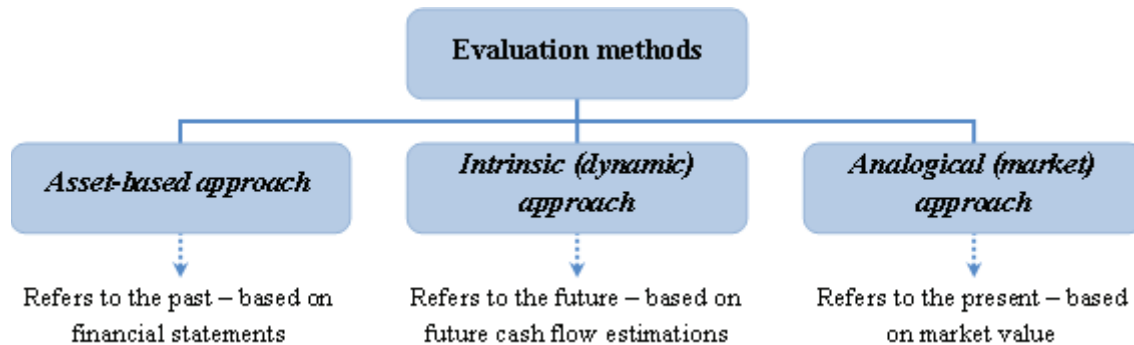 Evaluation methods
Asset-based approach
Intrinsic (dynamic)
approach
Analogical (market)
approach
Refers to the past – based on
financial statements
Refers to the future – based on
future cash flow estimations
Refers to the present – based
on market value